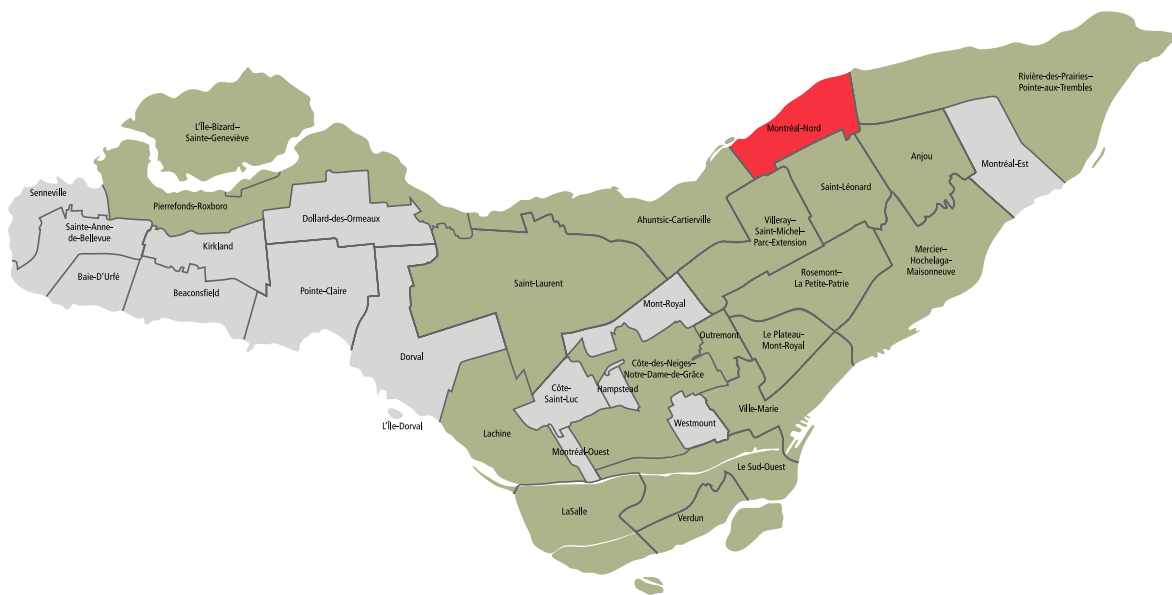 Rivière-des-Prairies–
Pointe-aux-Trembles
L'Île-Bizard–
Sainte-Geneviève
Montréal-Nord
Anjou
Montréal-Est
Saint-Léonard
Senneville
Pierrefonds-Roxboro
Dollard-des-Ormeaux
Ahuntsic-Cartierville
Villeray-
Saint-Michel-
Parc-Extension
Sainte-Anne-
de-Bellevue
Kirkland
Mercier-
Hochelaga-
Maisonneuve
Baie-D'Urfé
Beaconsfield
Pointe-Claire
Saint-Laurent
Rosemont-
La Petite-Patrie
Mont-Royal
Outremont
Le Plateau-
Mont-Royal
Dorval
Côte-des-Neiges–
Notre-Dame-de-Grâce
Côte-
Saint-Luc
Hampstead
Ville-Marie
L'Île-Dorval
Westmount
Lachine
Montréal-Ouest
Le Sud-Ouest
LaSalle
Verdun